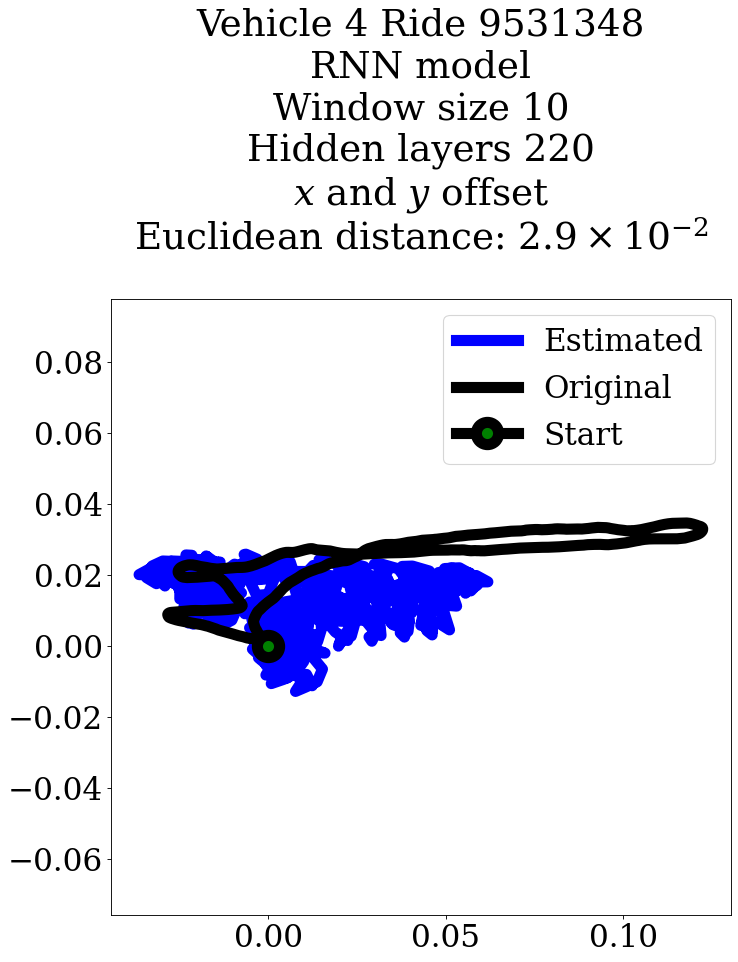 Vehicle 4 Ride 9531348
RNN model
Window size 10
Hidden layers 220
x and y offset
Euclidean distance: 2.9 × 10⁻²
Estimated
Original
Start
0.08
0.06
0.04
0.02
0.00
−0.02
−0.04
−0.06
0.00
0.05
0.10